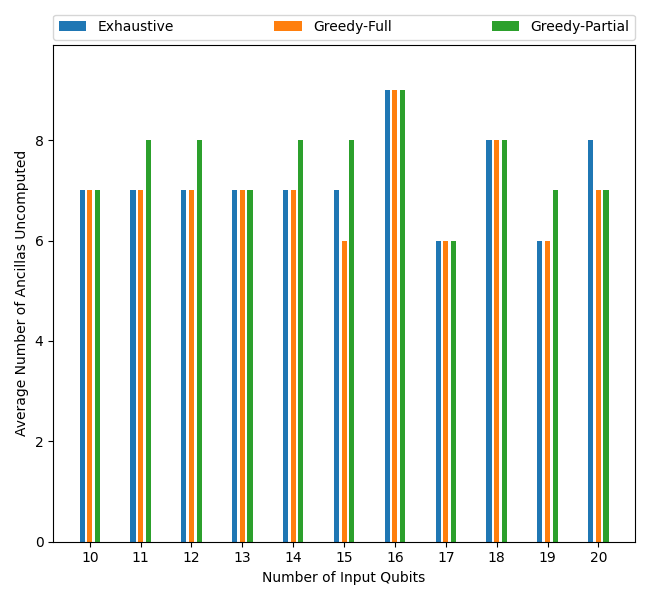 Exhaustive Greedy-Full Greedy-Partial
Average Number of Ancillas Uncomputed
8
6
4
2
0
10 11 12 13 14 15 16 17 18 19 20
Number of Input Qubits